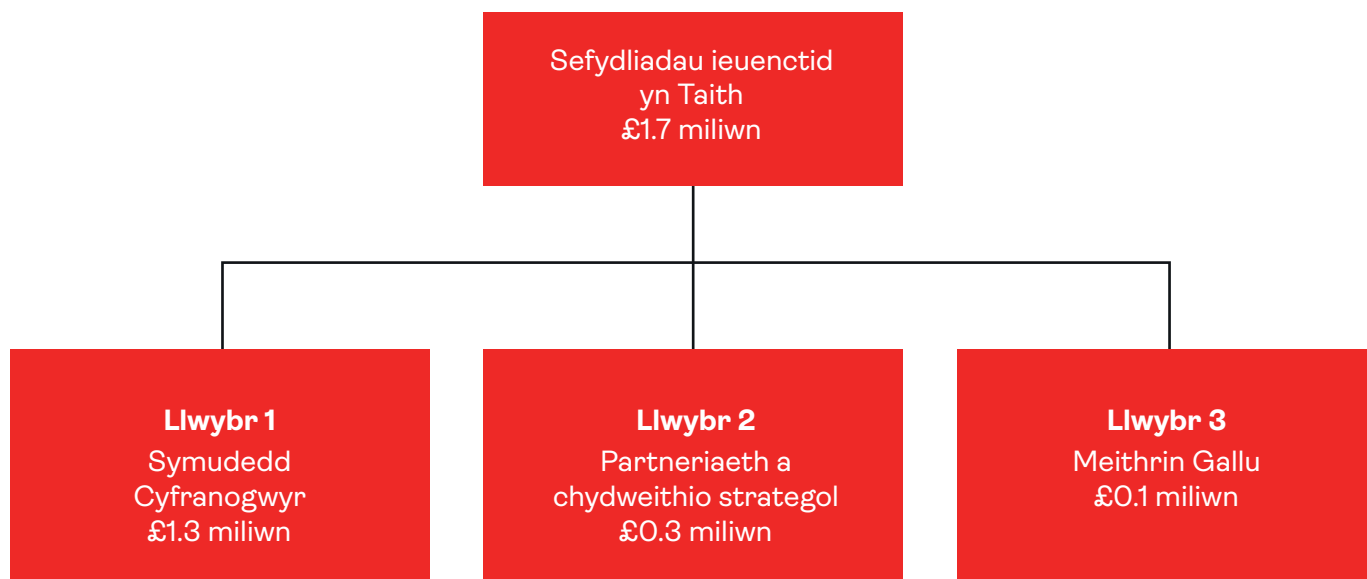 Sefydliadau ieuenctid
yn Taith
£1.7 miliwn
Llwybr 1
Symudedd
Cyfranogwyr
£1.3 miliwn
Llwybr 2
Partneriaeth a
chydweithio strategol
£0.3 miliwn
Llwybr 3
Meithrin Gallu
£0.1 miliwn